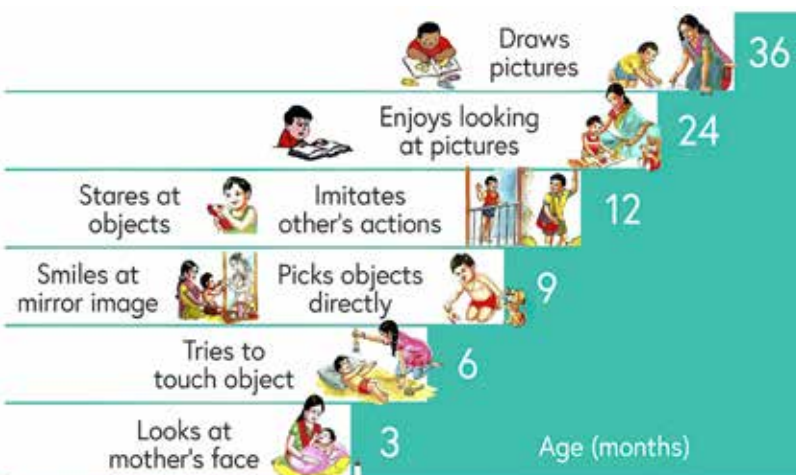 Draws
pictures
36
Enjoys looking
at pictures
24
Stares at
objects
Imitates
other's actions
12
Smiles at
mirror image
Picks objects
directly
9
Tries to
touch object
6
Looks at
mother's face
3
Age (months)